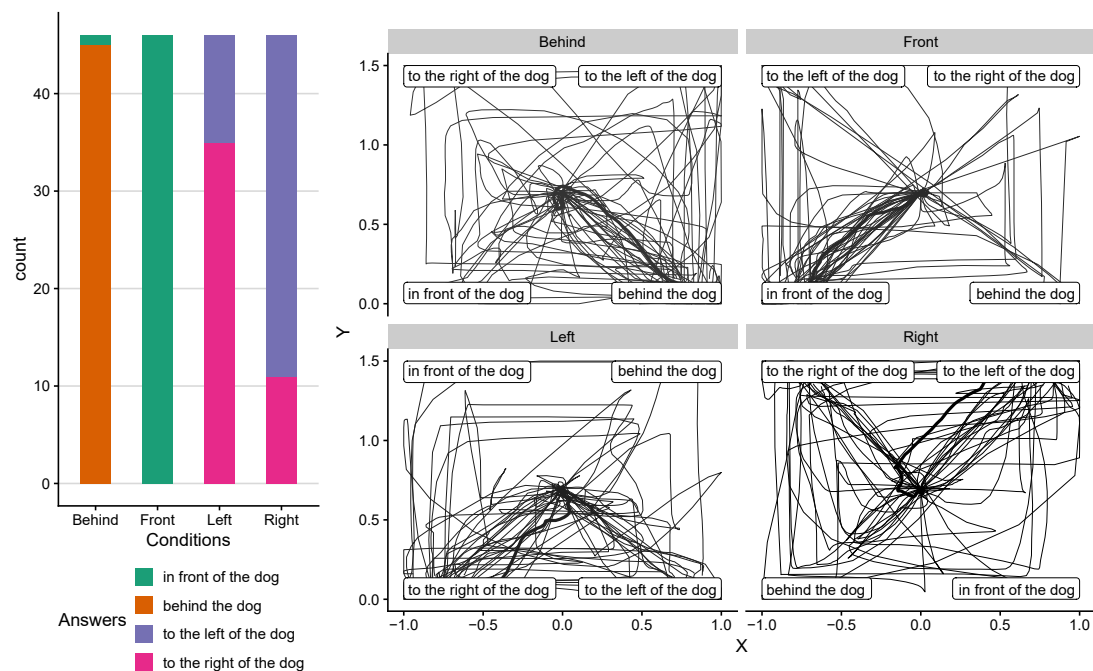 count
40
30
20
10
0
Behind
Front
Left
Right
Conditions
Answers
in front of the dog
behind the dog
to the left of the dog
to the right of the dog
Y
X
Behind
1.5
1.0
0.5
0.0
to the right of the dog
to the left of the dog
in front of the dog
behind the dog
Front
to the left of the dog
to the right of the dog
in front of the dog
behind the dog
Left
1.5
1.0
0.5
0.0
in front of the dog
behind the dog
to the right of the dog
to the left of the dog
−1.0
−0.5
0.0
0.5
1.0
Right
to the right of the dog
to the left of the dog
behind the dog
in front of the dog
−1.0
−0.5
0.0
0.5
1.0